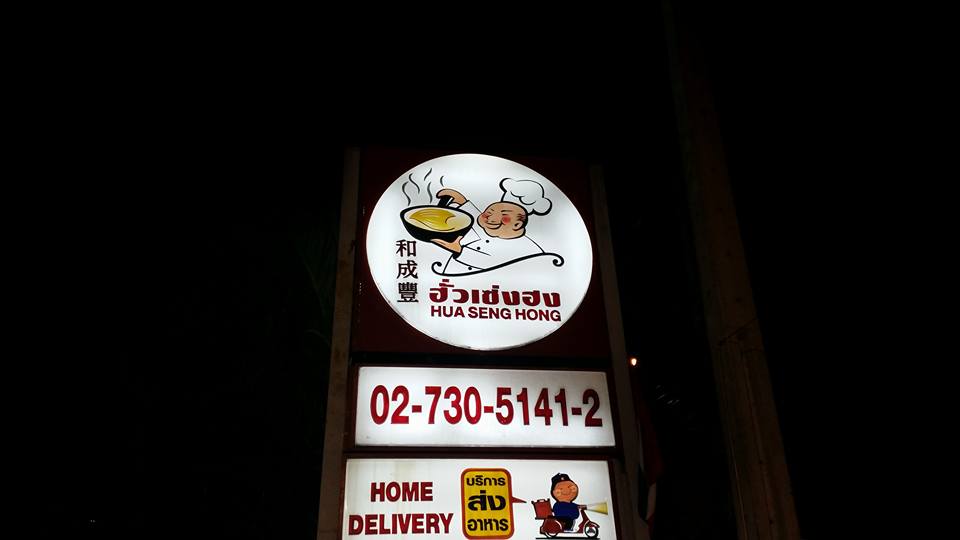 和成豐
ฮั่วเซ่งฮง
HUA SENG HONG
02-730-5141-2
HOME
DELIVERY
บริการ
ส่ง
อาหาร